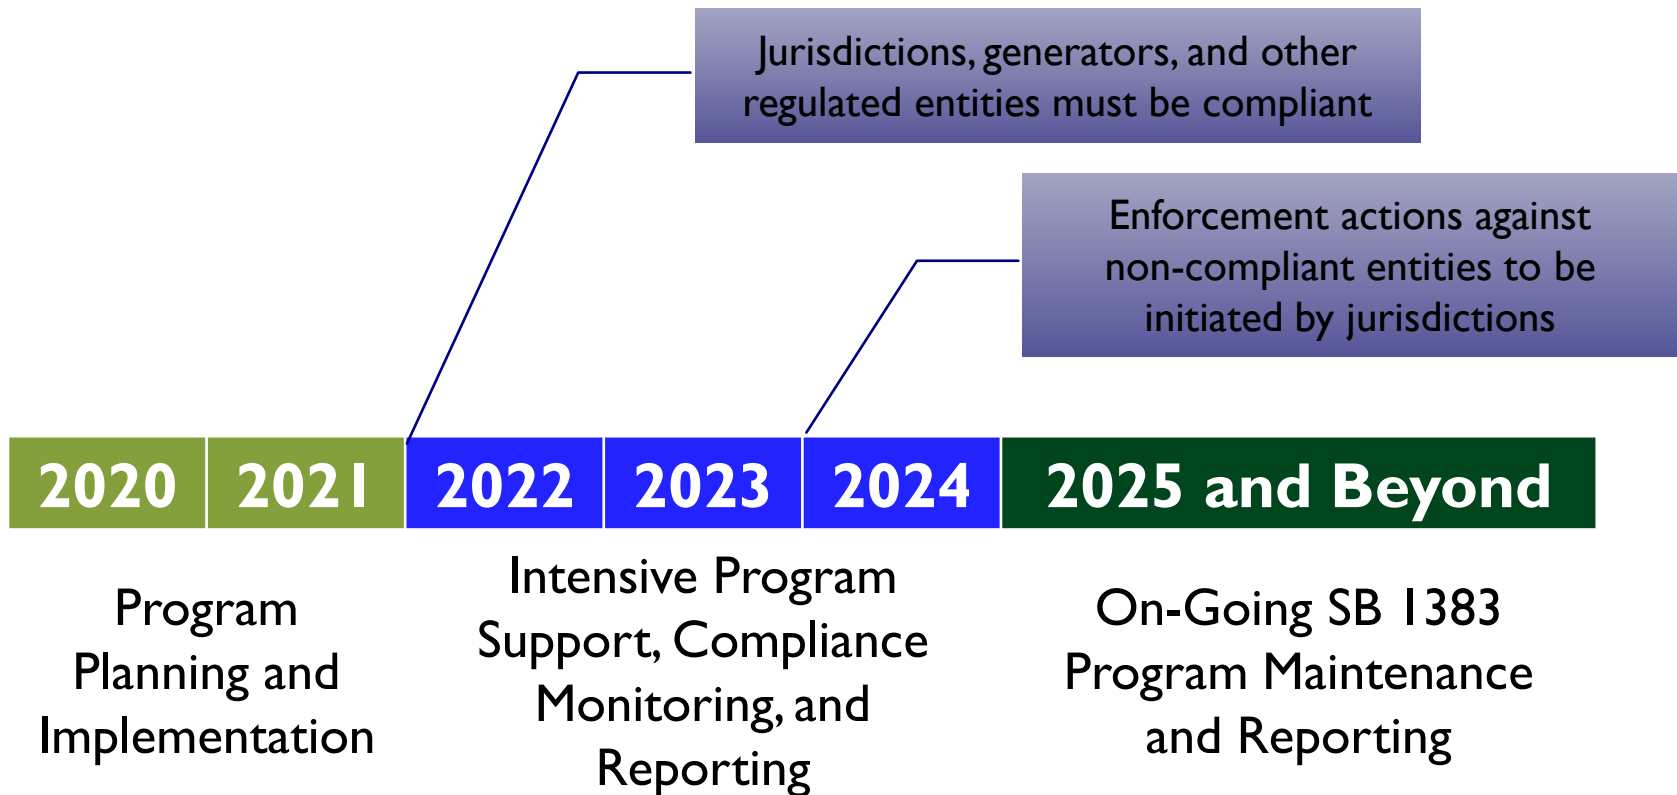 Jurisdictions, generators, and other
regulated entities must be compliant
Enforcement actions against
non-compliant entities to be
initiated by jurisdictions
2020 2021 2022 2023 2024 2025 and Beyond
Program
Planning and
Implementation
Intensive Program
Support, Compliance
Monitoring, and
Reporting
On-Going SB 1383
Program Maintenance
and Reporting